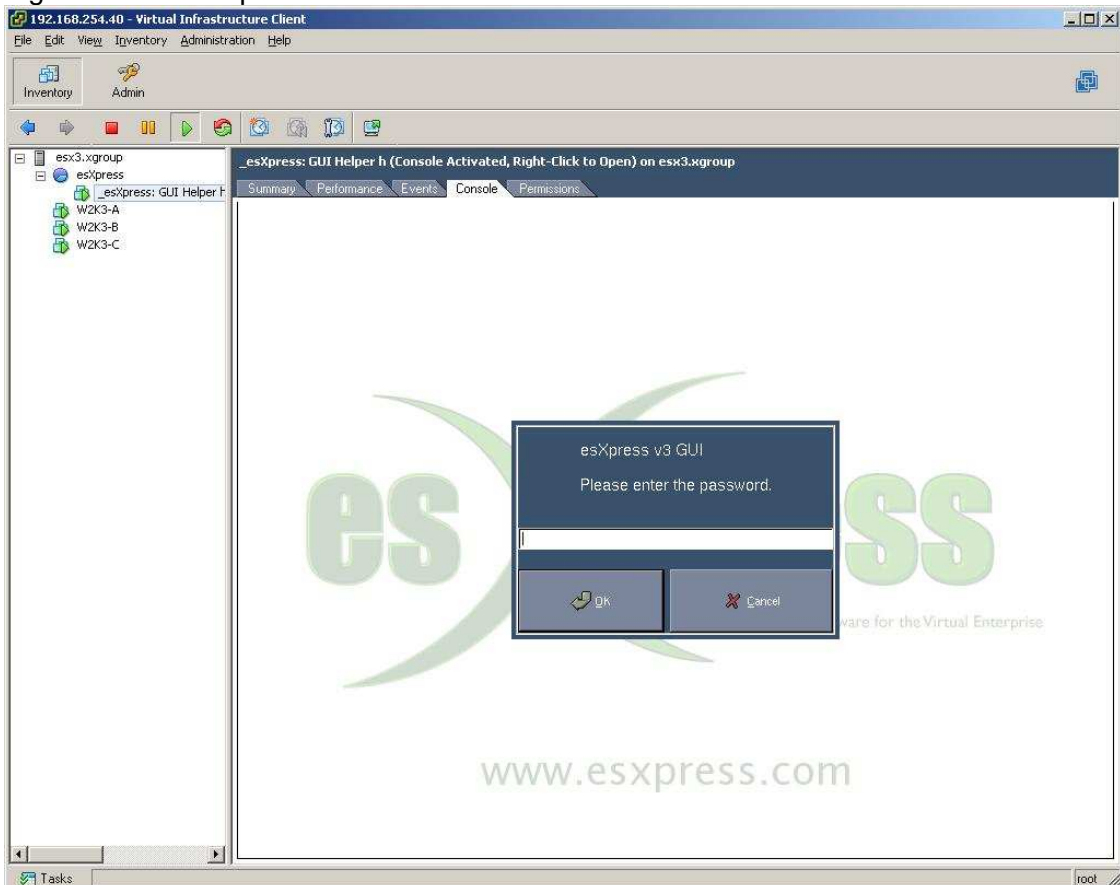 192.168.254.40 - Virtual Infrastructure Client
File Edit View Inventory Administration Help
Inventory Admin
esx3.xgroup
esXpress
_esXpress: GUI Helper h
W2K3-A
W2K3-B
W2K3-C
_esXpress: GUI Helper h (Console Activated, Right-Click to Open) on esx3.xgroup
Summary Performance Events Console Permissions
esXpress v3 GUI
Please enter the password.
OK Cancel
es ss
ware for the Virtual Enterprise
www.esxpress.com
Tasks root